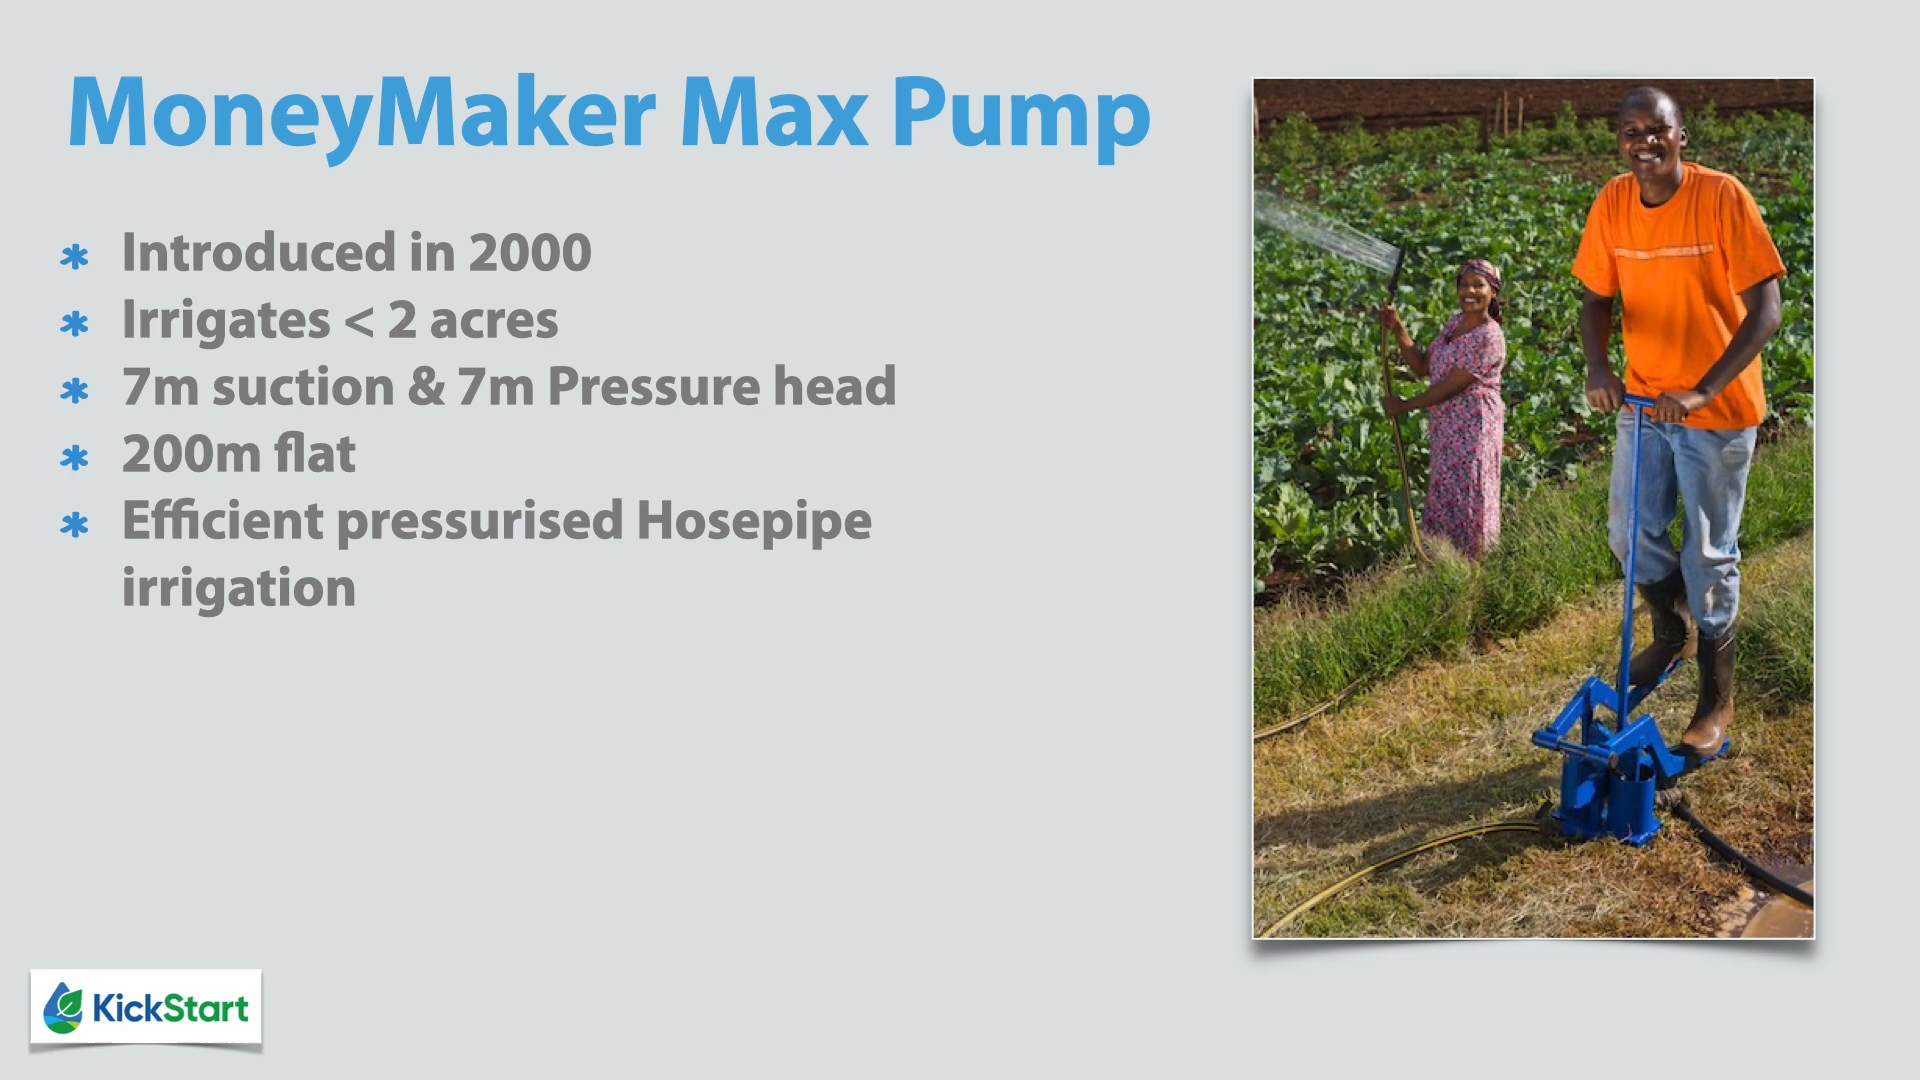 MoneyMaker Max Pump
* Introduced in 2000
* Irrigates < 2 acres
* 7m suction & 7m Pressure head
* 200m flat
* Efficient pressurised Hosepipe
irrigation
KickStart